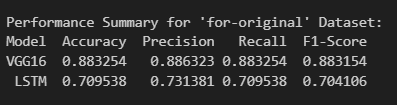 Performance Summary for 'for-original' Dataset:
Model Accuracy Precision Recall F1-Score
VGG16 0.883254 0.886323 0.883254 0.883154
LSTM 0.709538 0.731381 0.709538 0.704106